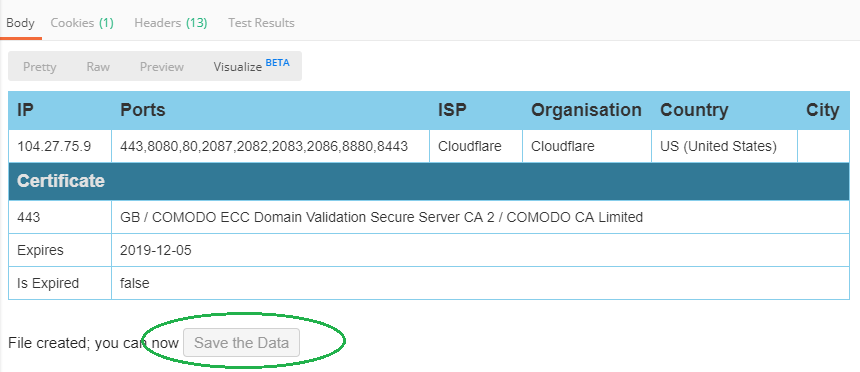 Body Cookies (1) Headers (13) Test Results
Pretty Raw Preview Visualize BETA
IP Ports ISP Organisation Country City
104.27.75.9 443,8080,80,2087,2082,2083,2086,8880,8443 Cloudflare Cloudflare US (United States)
Certificate
443 GB / COMODO ECC Domain Validation Secure Server CA 2 / COMODO CA Limited
Expires 2019-12-05
Is Expired false
File created; you can now Save the Data